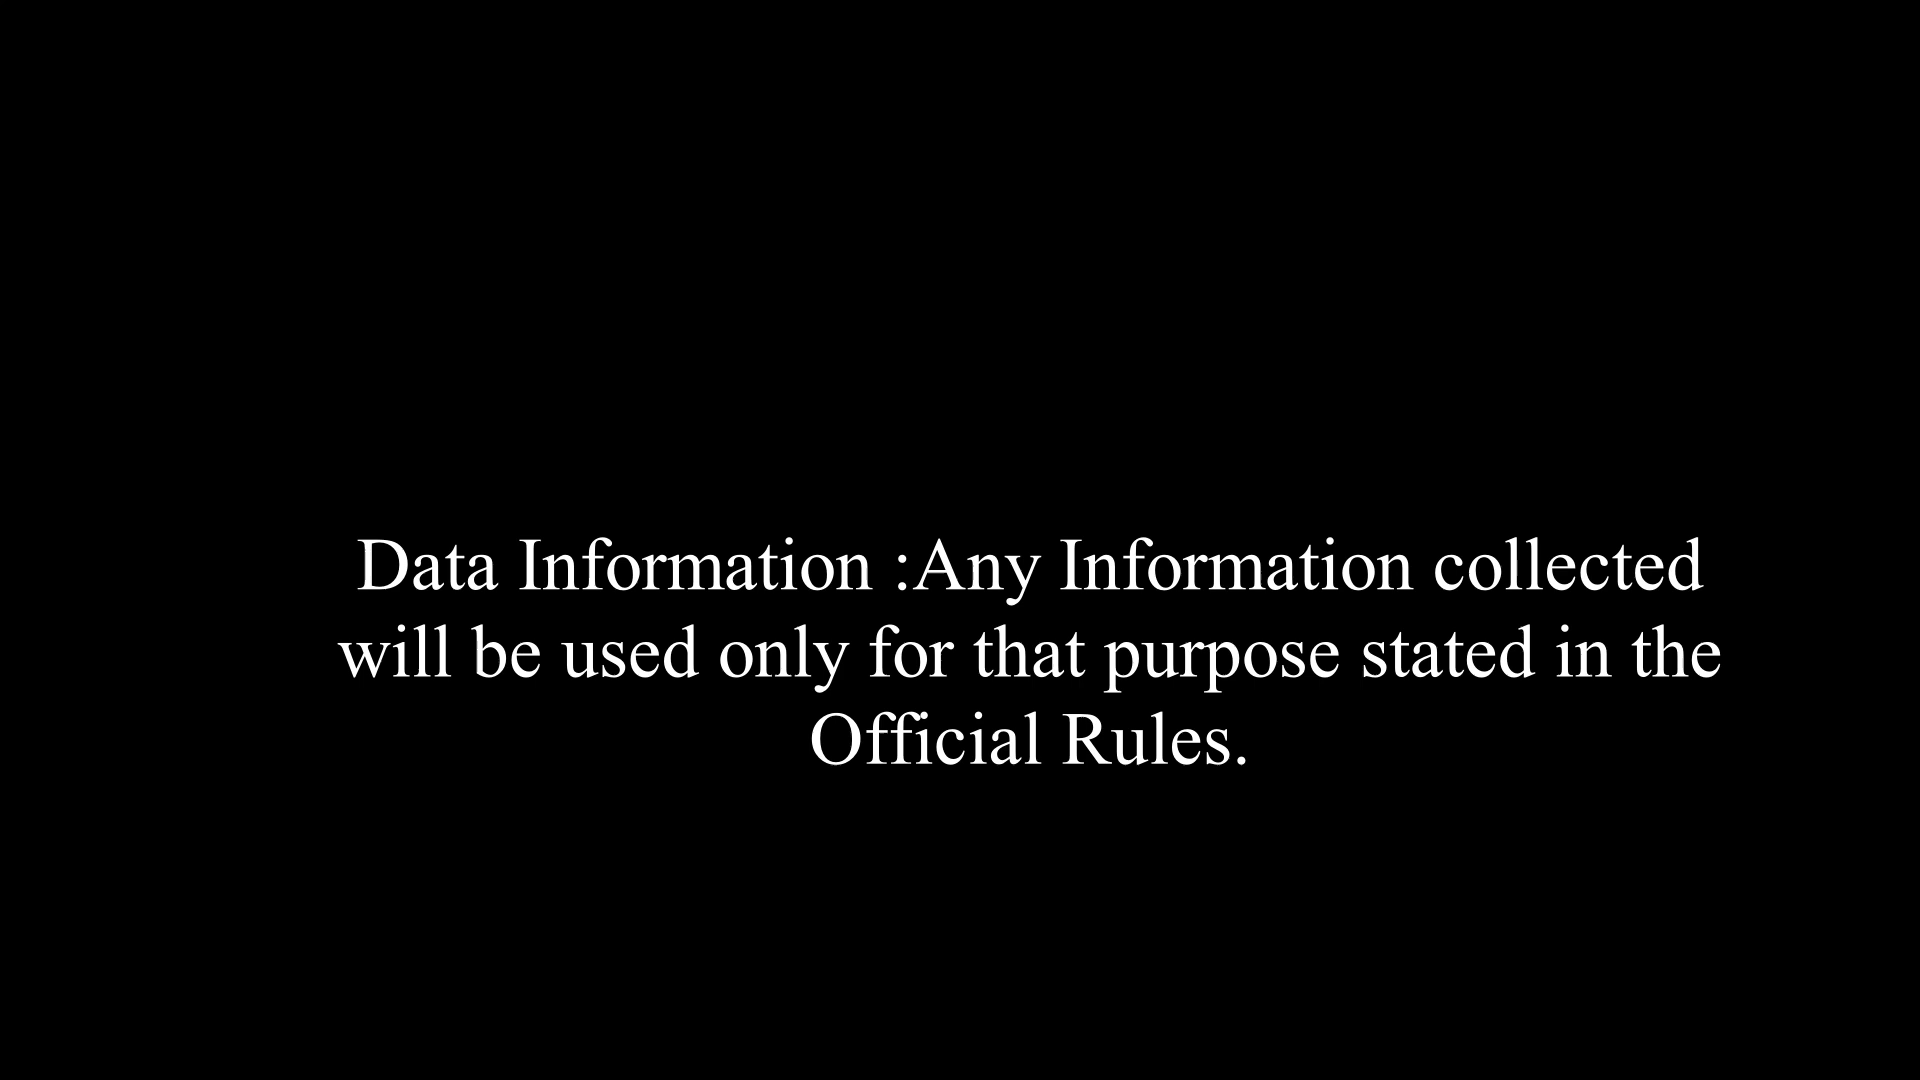 Data Information :Any Information collected
will be used only for that purpose stated in the
Official Rules.